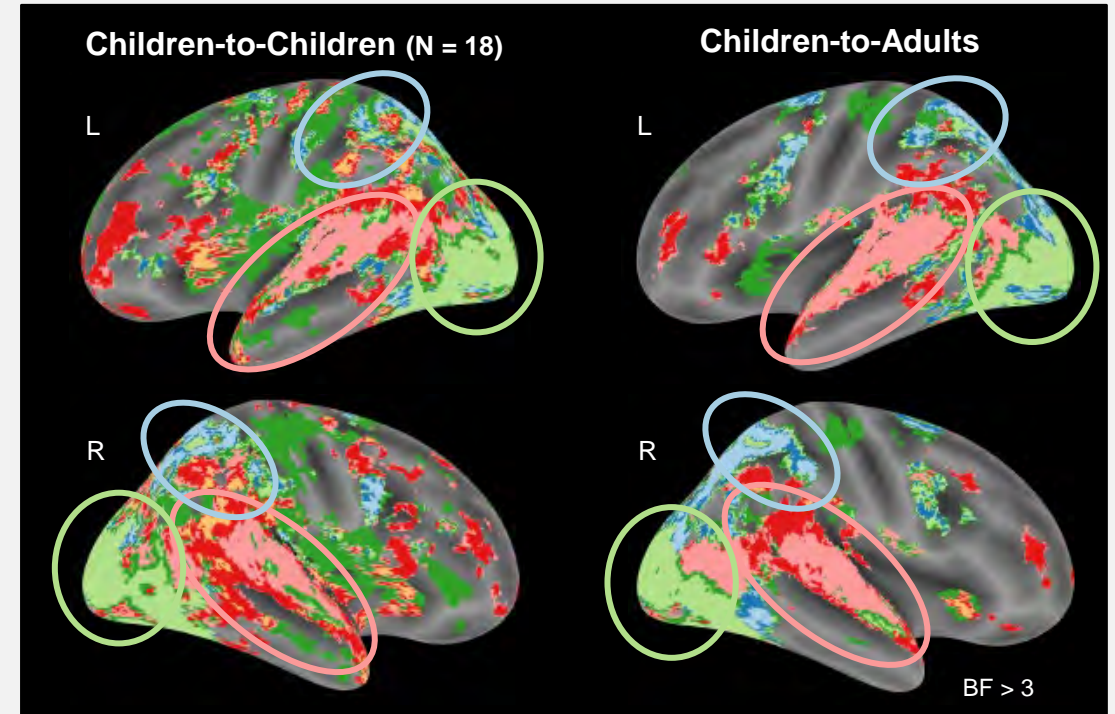 Children-to-Children (N = 18)
Children-to-Adults
L
L
R
R
BF > 3